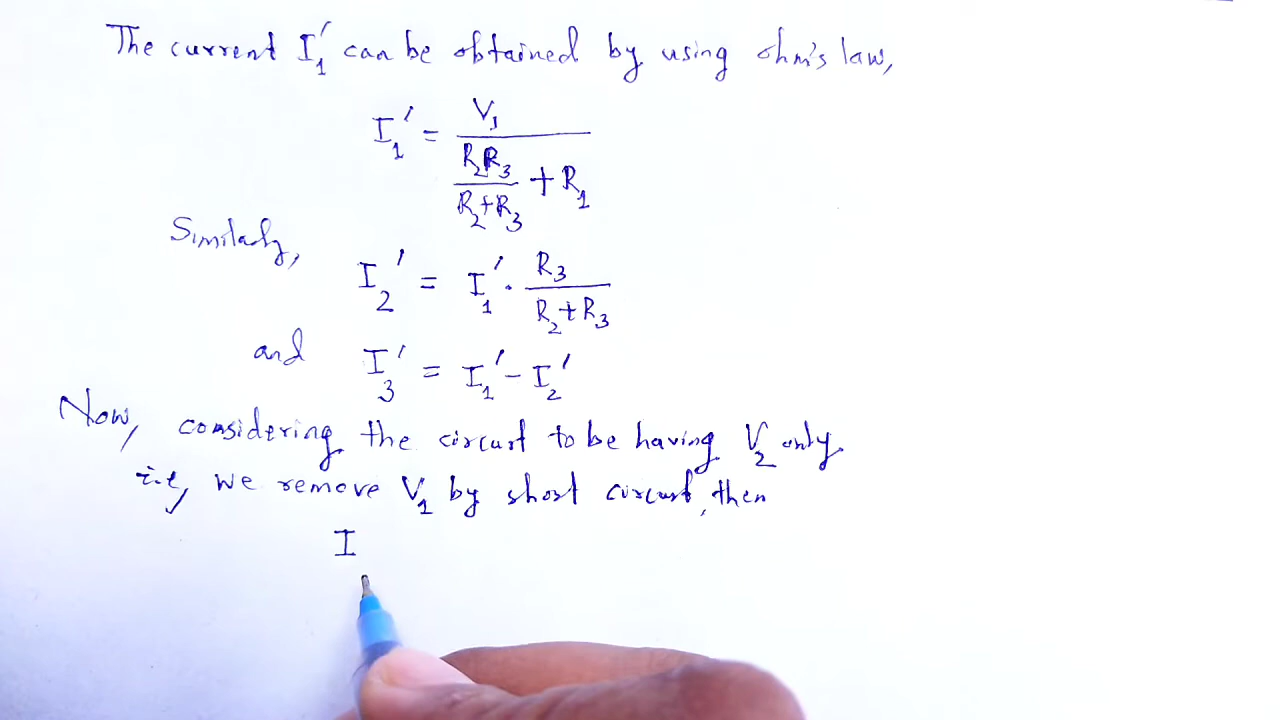 The current I₁' can be obtained by using ohm's law,
I₁' = V₁ / (R₂R₃ / (R₂+R₃) + R₁)
Similarly,
I₂' = I₁' · R₃ / (R₂+R₃)
and I₃' = I₁' - I₂'
Now, considering the circuit to be having V₂ only.
i.e, we remove V₁ by short circuit, then
I